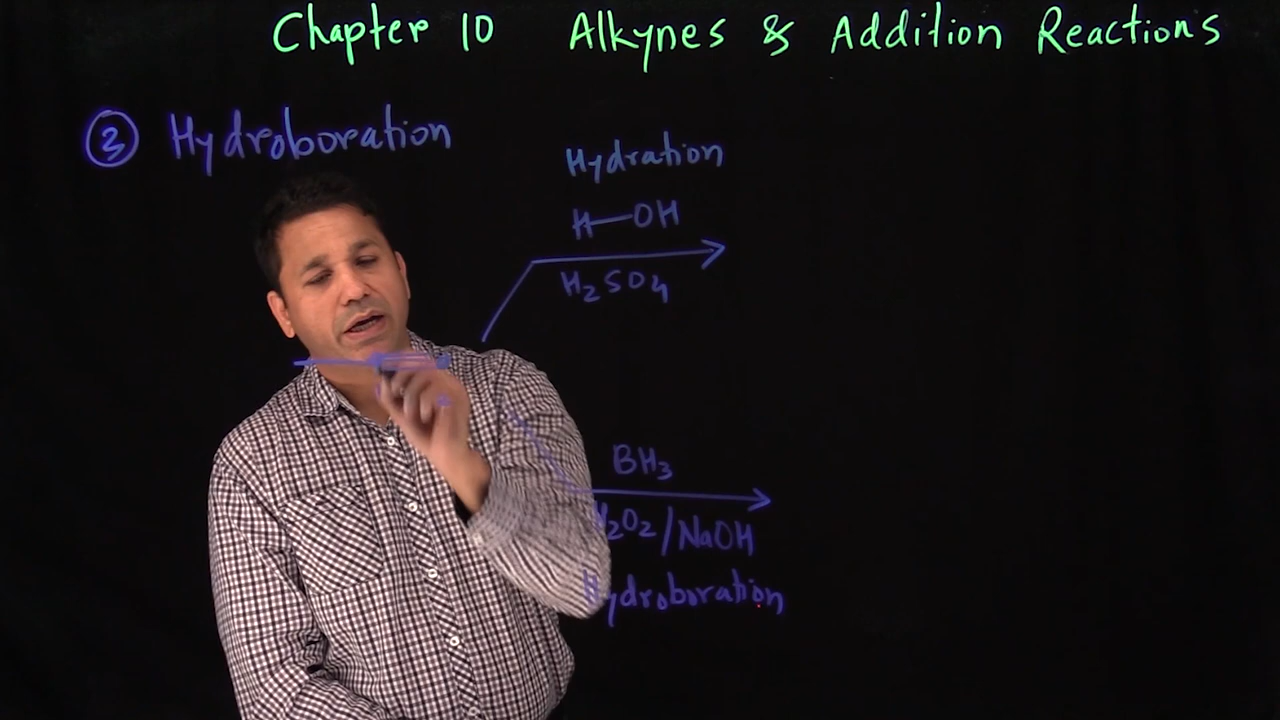 Chapter 10 Alkynes & Addition Reactions
③ Hydroboration
Hydration
H—OH
H2SO4
BH3
H2O2/NaOH
Hydroboration